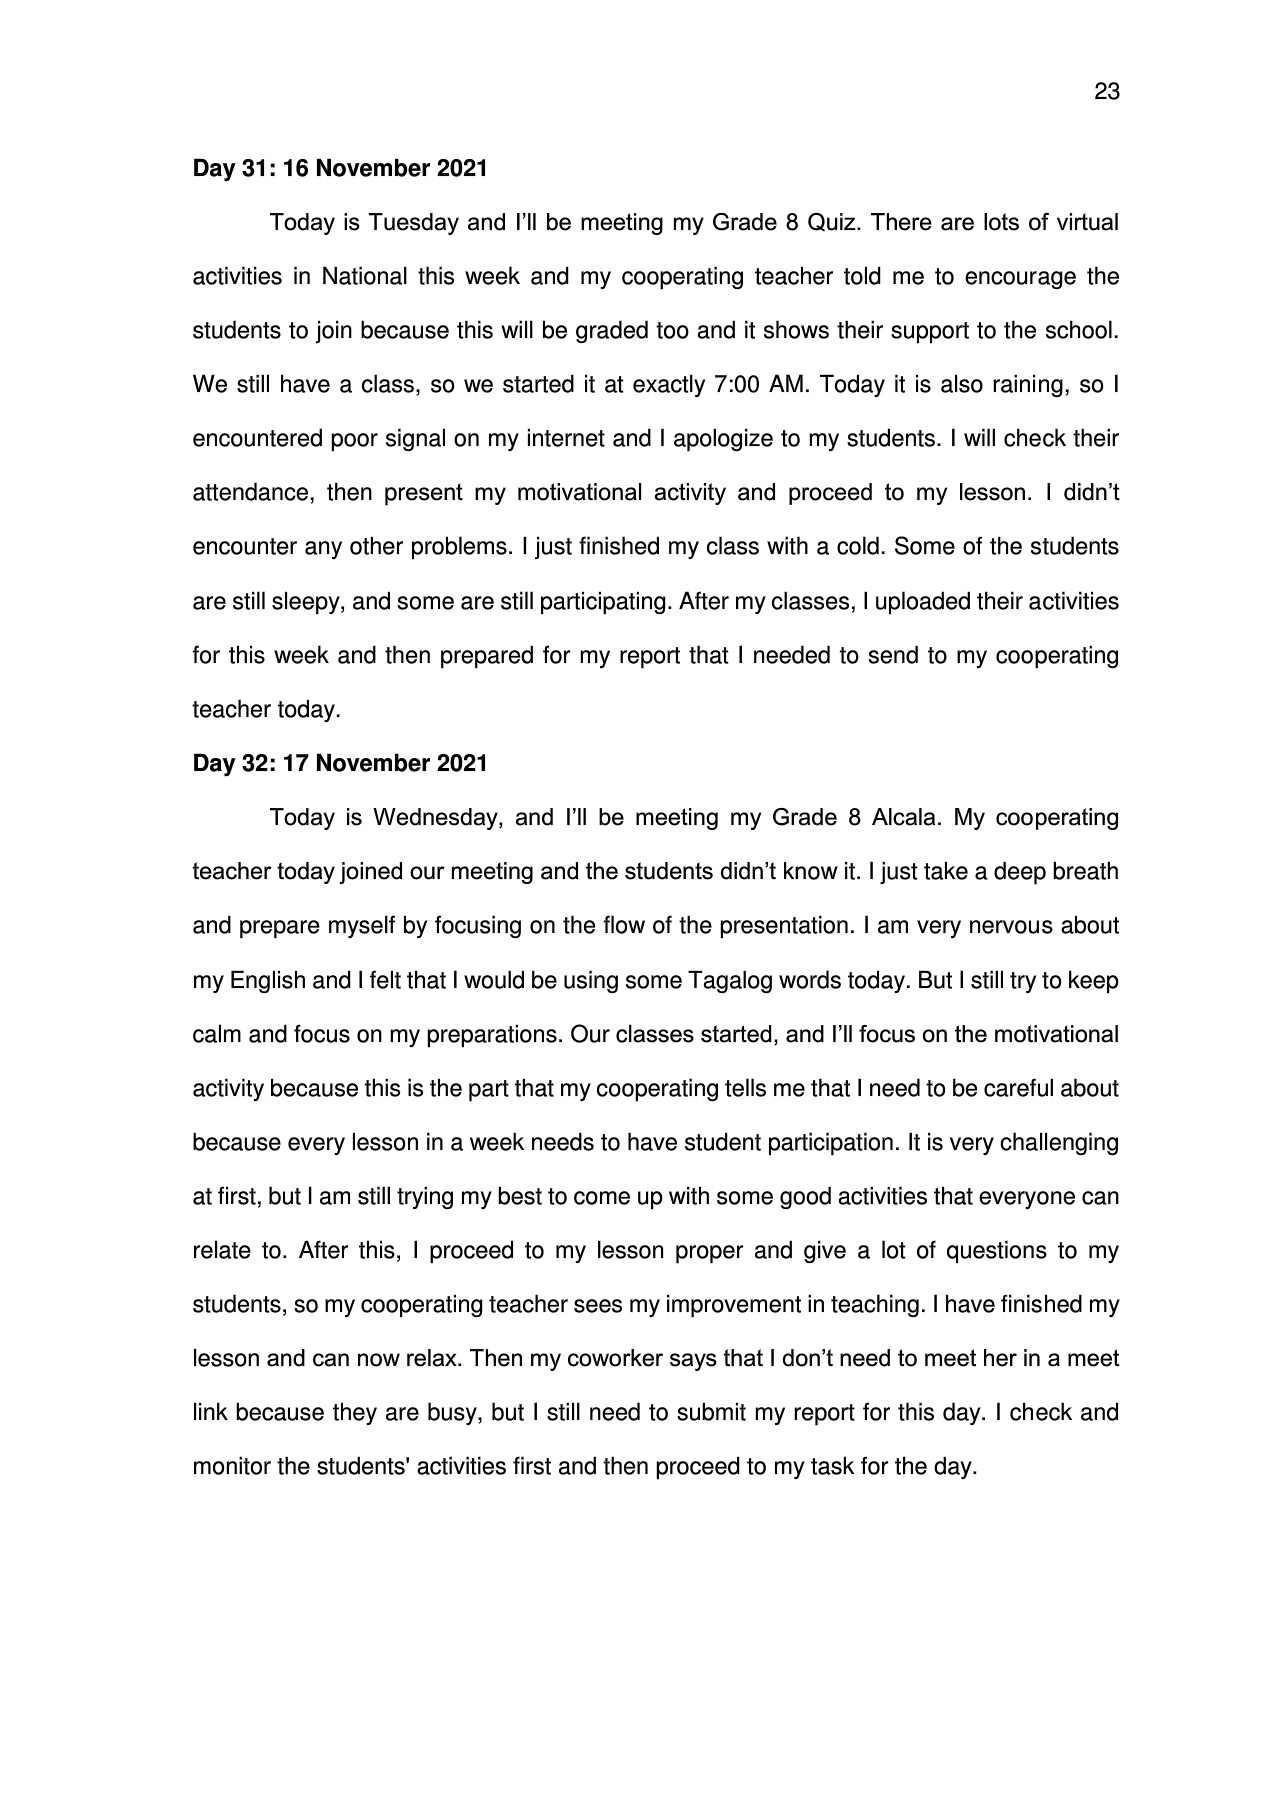 23
Day 31: 16 November 2021
Today is Tuesday and I’ll be meeting my Grade 8 Quiz. There are lots of virtual
activities in National this week and my cooperating teacher told me to encourage the
students to join because this will be graded too and it shows their support to the school.
We still have a class, so we started it at exactly 7:00 AM. Today it is also raining, so I
encountered poor signal on my internet and I apologize to my students. I will check their
attendance, then present my motivational activity and proceed to my lesson. I didn’t
encounter any other problems. I just finished my class with a cold. Some of the students
are still sleepy, and some are still participating. After my classes, I uploaded their activities
for this week and then prepared for my report that I needed to send to my cooperating
teacher today.
Day 32: 17 November 2021
Today is Wednesday, and I’ll be meeting my Grade 8 Alcala. My cooperating
teacher today joined our meeting and the students didn’t know it. I just take a deep breath
and prepare myself by focusing on the flow of the presentation. I am very nervous about
my English and I felt that I would be using some Tagalog words today. But I still try to keep
calm and focus on my preparations. Our classes started, and I’ll focus on the motivational
activity because this is the part that my cooperating tells me that I need to be careful about
because every lesson in a week needs to have student participation. It is very challenging
at first, but I am still trying my best to come up with some good activities that everyone can
relate to. After this, I proceed to my lesson proper and give a lot of questions to my
students, so my cooperating teacher sees my improvement in teaching. I have finished my
lesson and can now relax. Then my coworker says that I don’t need to meet her in a meet
link because they are busy, but I still need to submit my report for this day. I check and
monitor the students' activities first and then proceed to my task for the day.